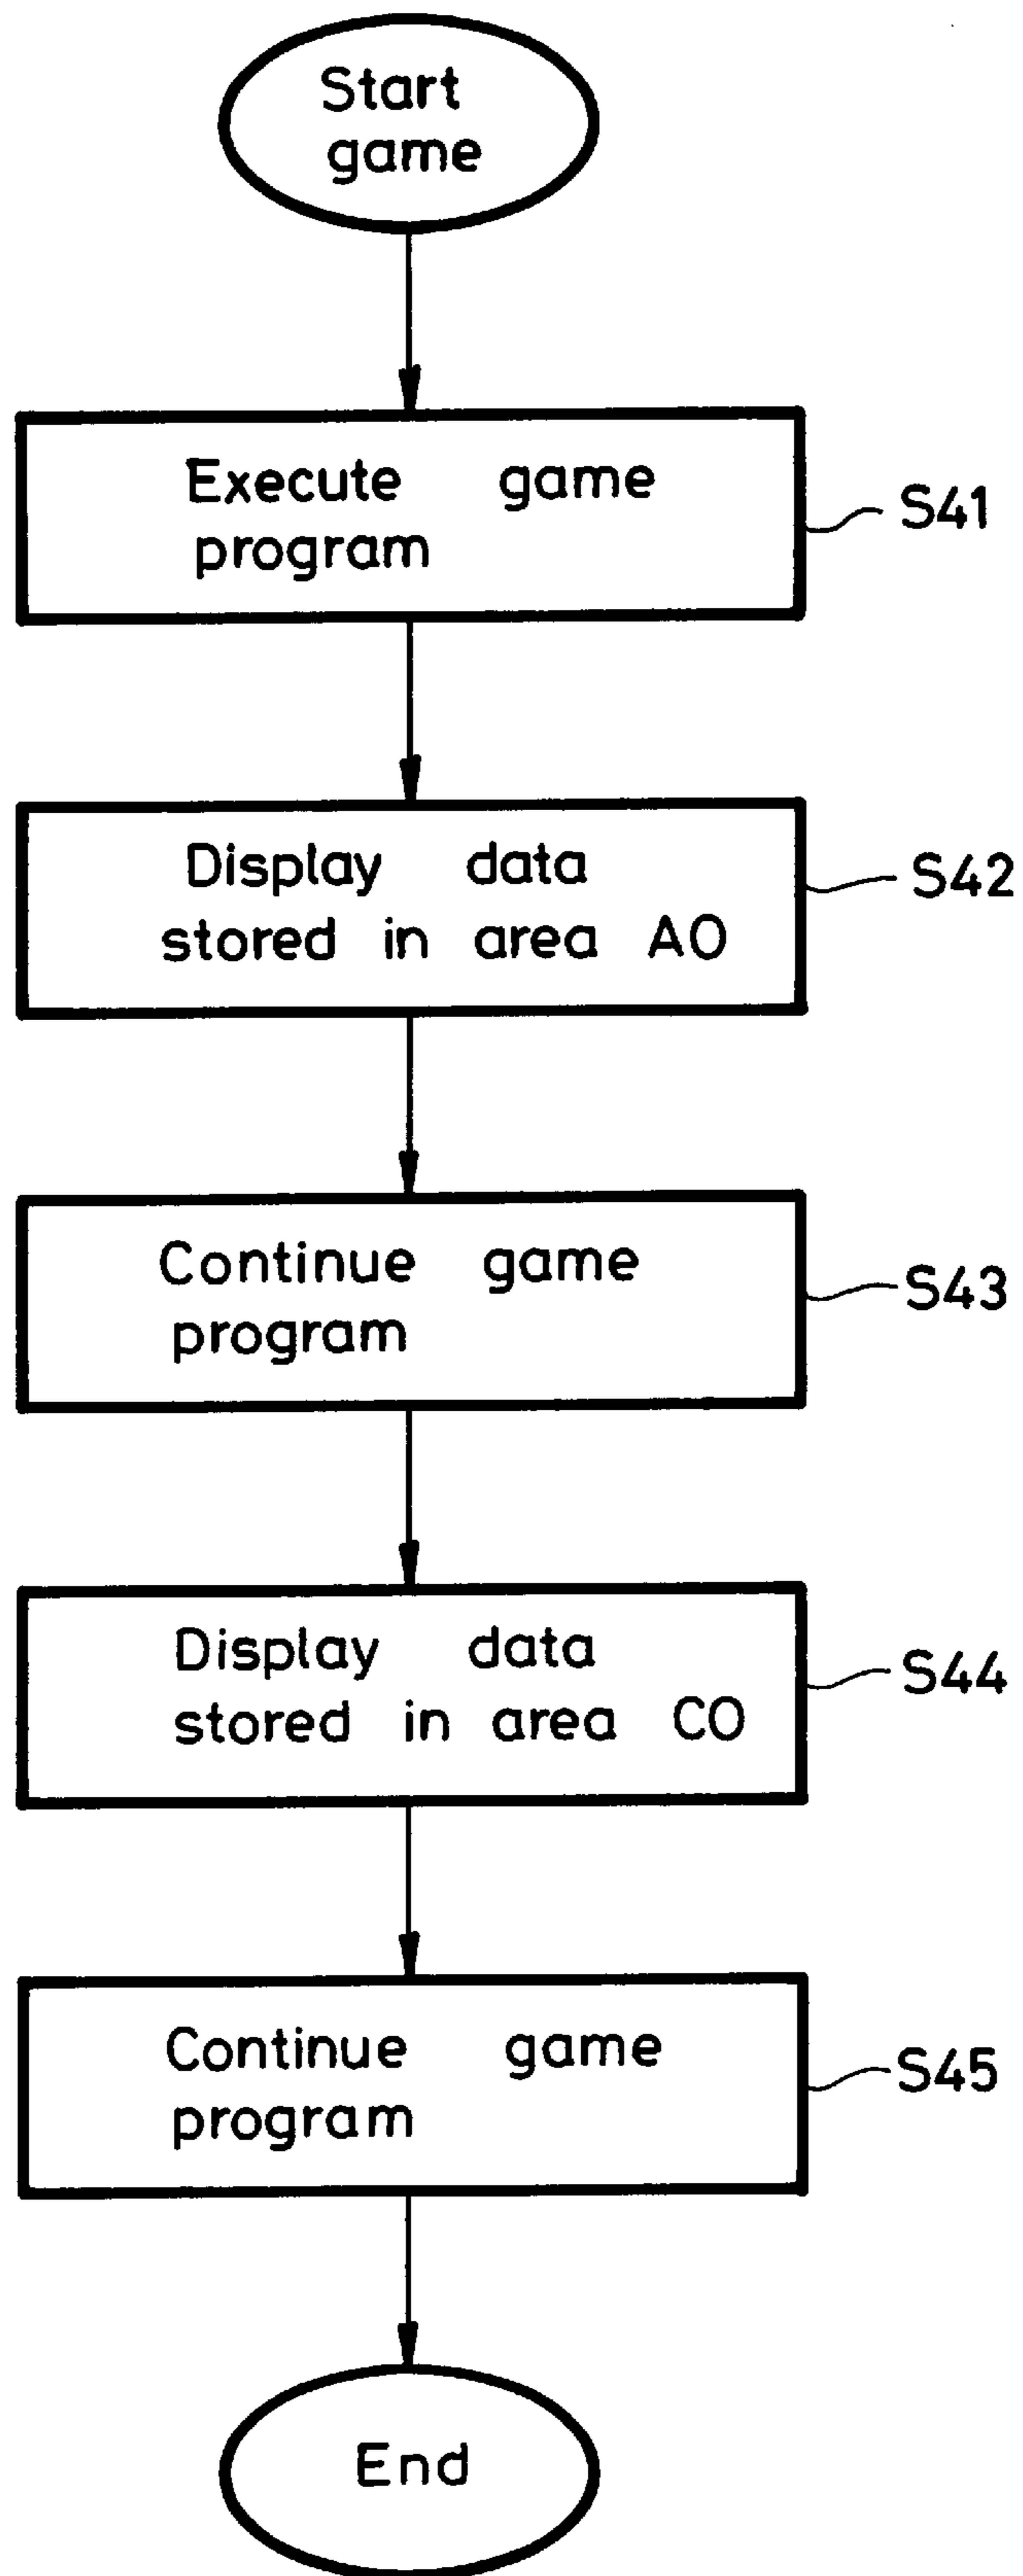 Start
game
Execute game
program
S41
Display data
stored in area A0
S42
Continue game
program
S43
Display data
stored in area C0
S44
Continue game
program
S45
End